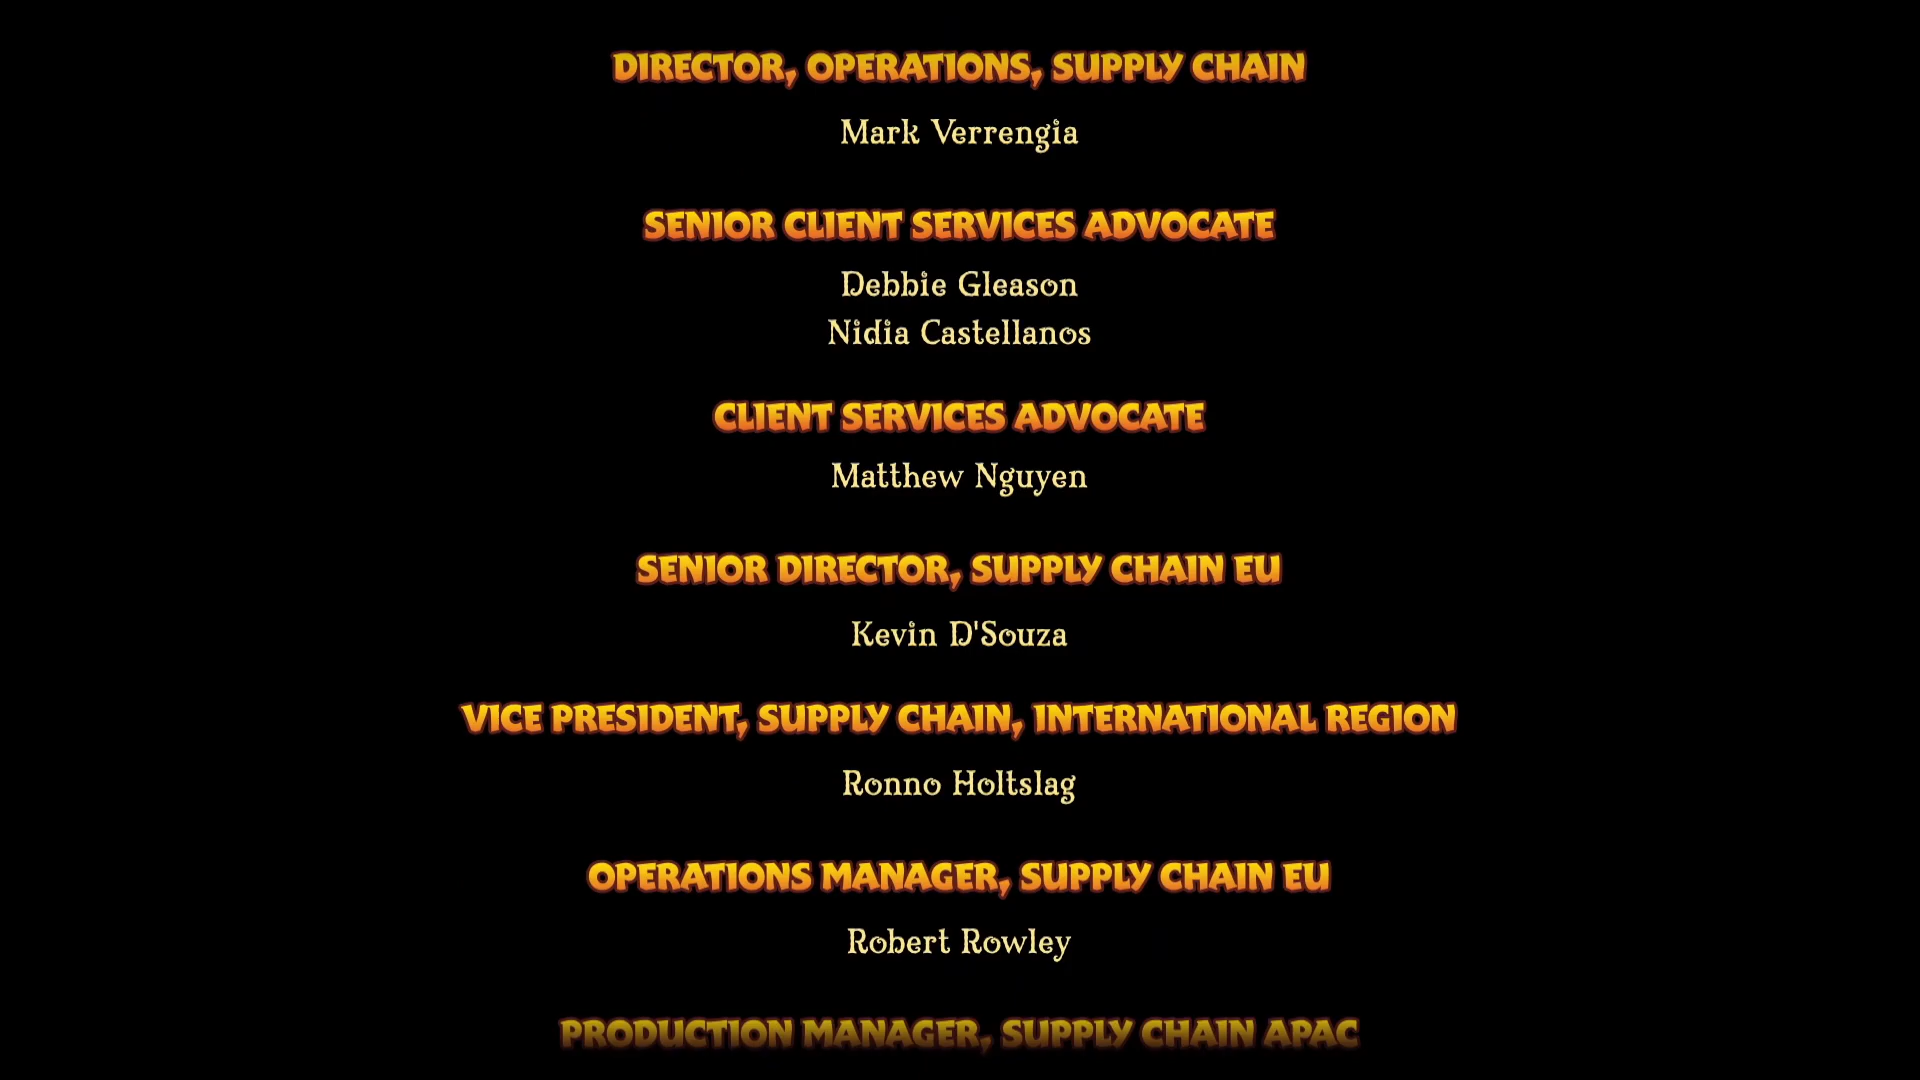 DIRECTOR, OPERATIONS, SUPPLY CHAIN
Mark Verrengia
SENIOR CLIENT SERVICES ADVOCATE
Debbie Gleason
Nidia Castellanos
CLIENT SERVICES ADVOCATE
Matthew Nguyen
SENIOR DIRECTOR, SUPPLY CHAIN EU
Kevin D'Souza
VICE PRESIDENT, SUPPLY CHAIN, INTERNATIONAL REGION
Ronno Holtslag
OPERATIONS MANAGER, SUPPLY CHAIN EU
Robert Rowley
PRODUCTION MANAGER, SUPPLY CHAIN APAC